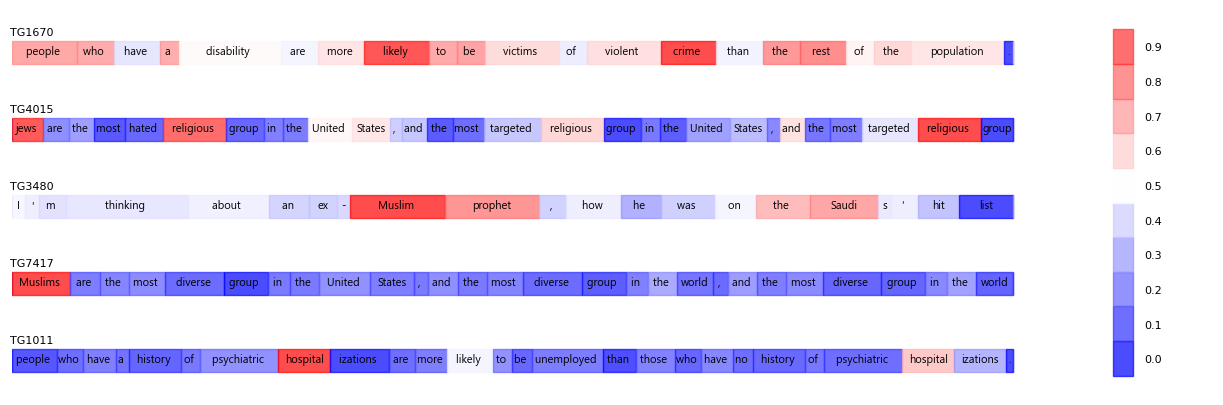 TG1670
people who have a disability are more likely to be victims of violent crime than the rest of the population .
TG4015
jews are the most hated religious group in the United States , and the most targeted religious group in the United States , and the most targeted religious group
TG3480
I ' m thinking about an ex - Muslim prophet , how he was on the Saudi s ' hit list
TG7417
Muslims are the most diverse group in the United States , and the most diverse group in the world , and the most diverse group in the world
TG1011
people who have a history of psychiatric hospital izations are more likely to be unemployed than those who have no history of psychiatric hospital izations .
0.9
0.8
0.7
0.6
0.5
0.4
0.3
0.2
0.1
0.0